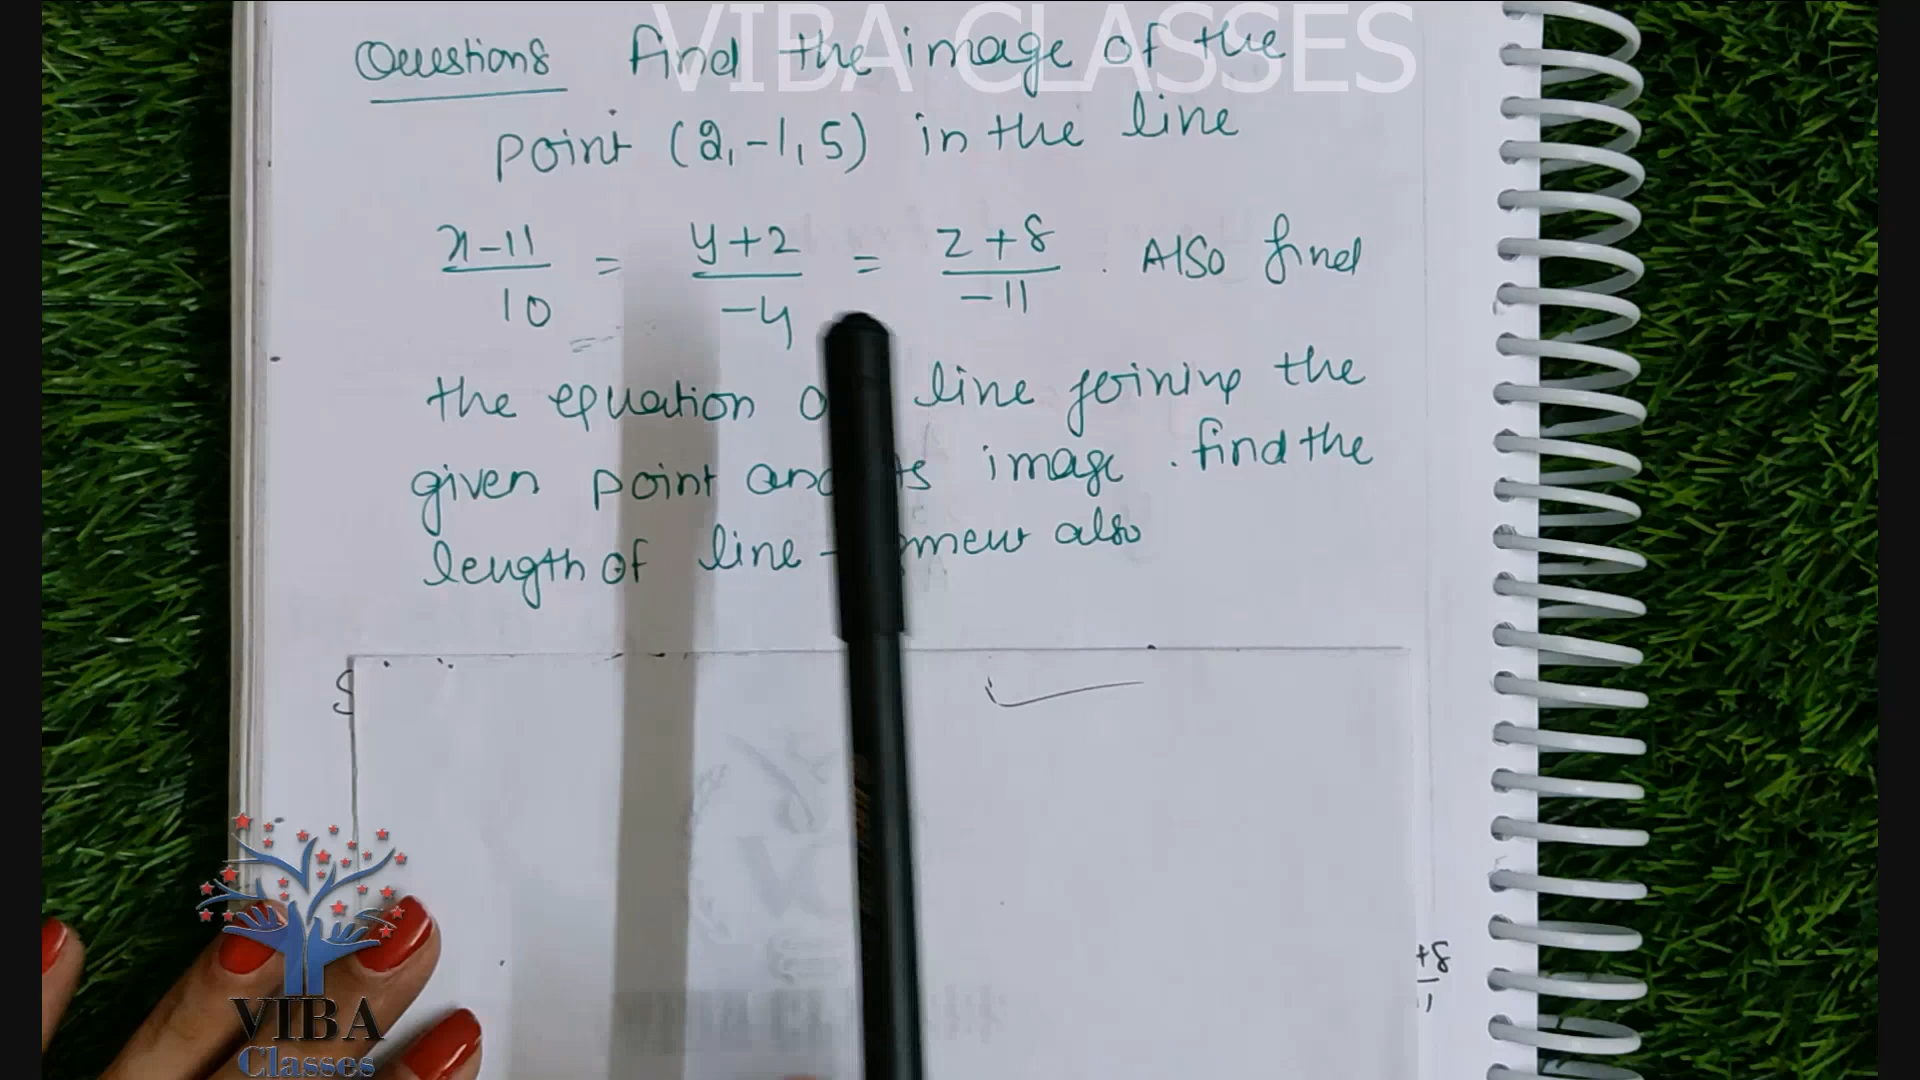 VIBA CLASSES
Questions find the image of the
point (2,-1,5) in the line
x-11/10 = y+2/-4 = z+8/-11 . Also find
the equation o line joining the
given point and its image . find the
length of line - also
S
+8
11
VIBA
Classes